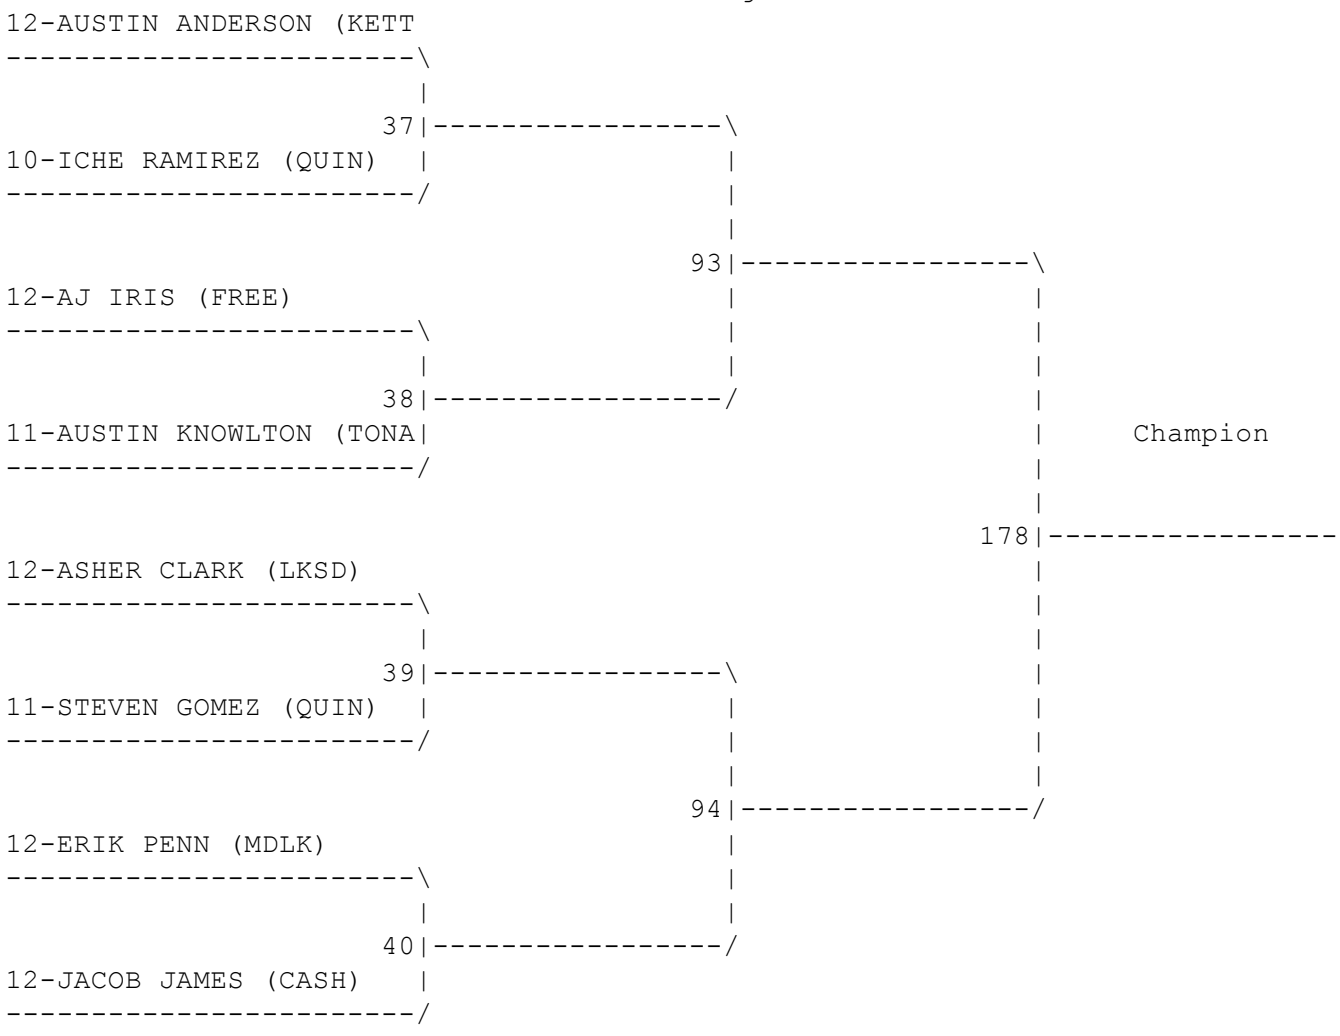 12-AUSTIN ANDERSON (KETT
37
10-ICHE RAMIREZ (QUIN)
93
12-AJ IRIS (FREE)
38
11-AUSTIN KNOWLTON (TONA
Champion
178
12-ASHER CLARK (LKSD)
39
11-STEVEN GOMEZ (QUIN)
94
12-ERIK PENN (MDLK)
40
12-JACOB JAMES (CASH)